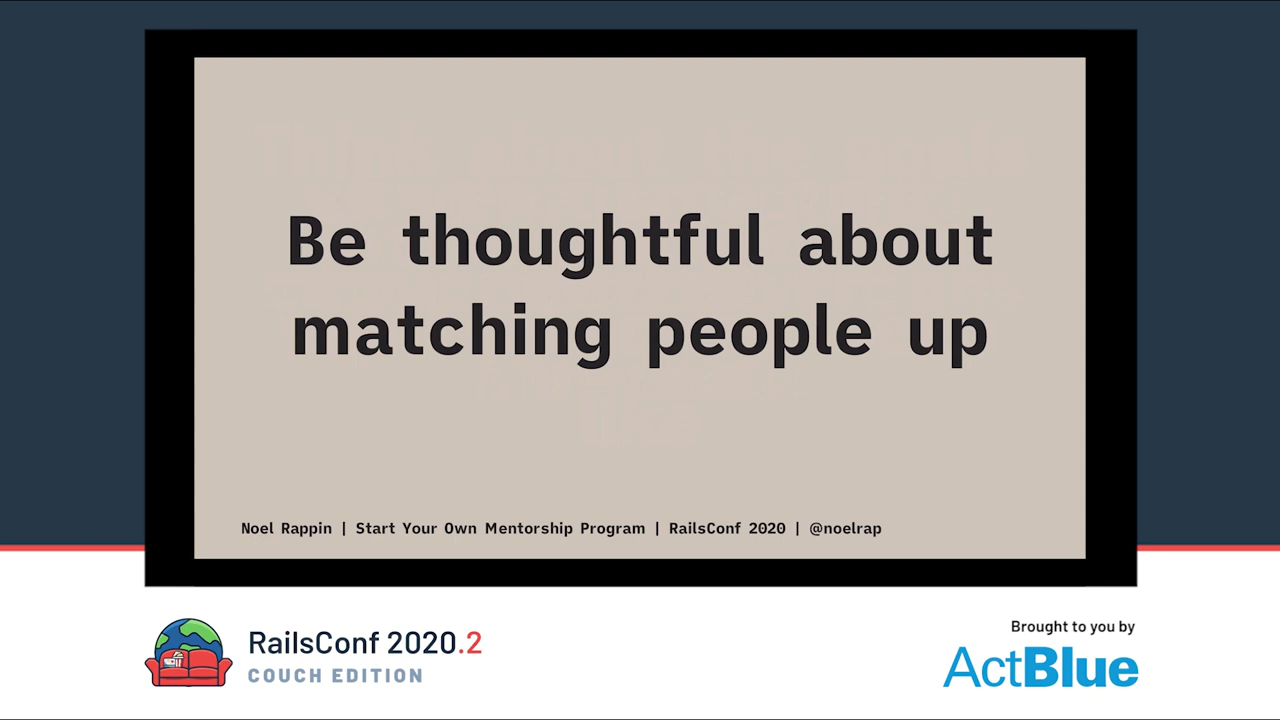 Be thoughtful about
matching people up
Noel Rappin | Start Your Own Mentorship Program | RailsConf 2020 | @noelrap
RailsConf 2020.2
COUCH EDITION
Brought to you by
ActBlue